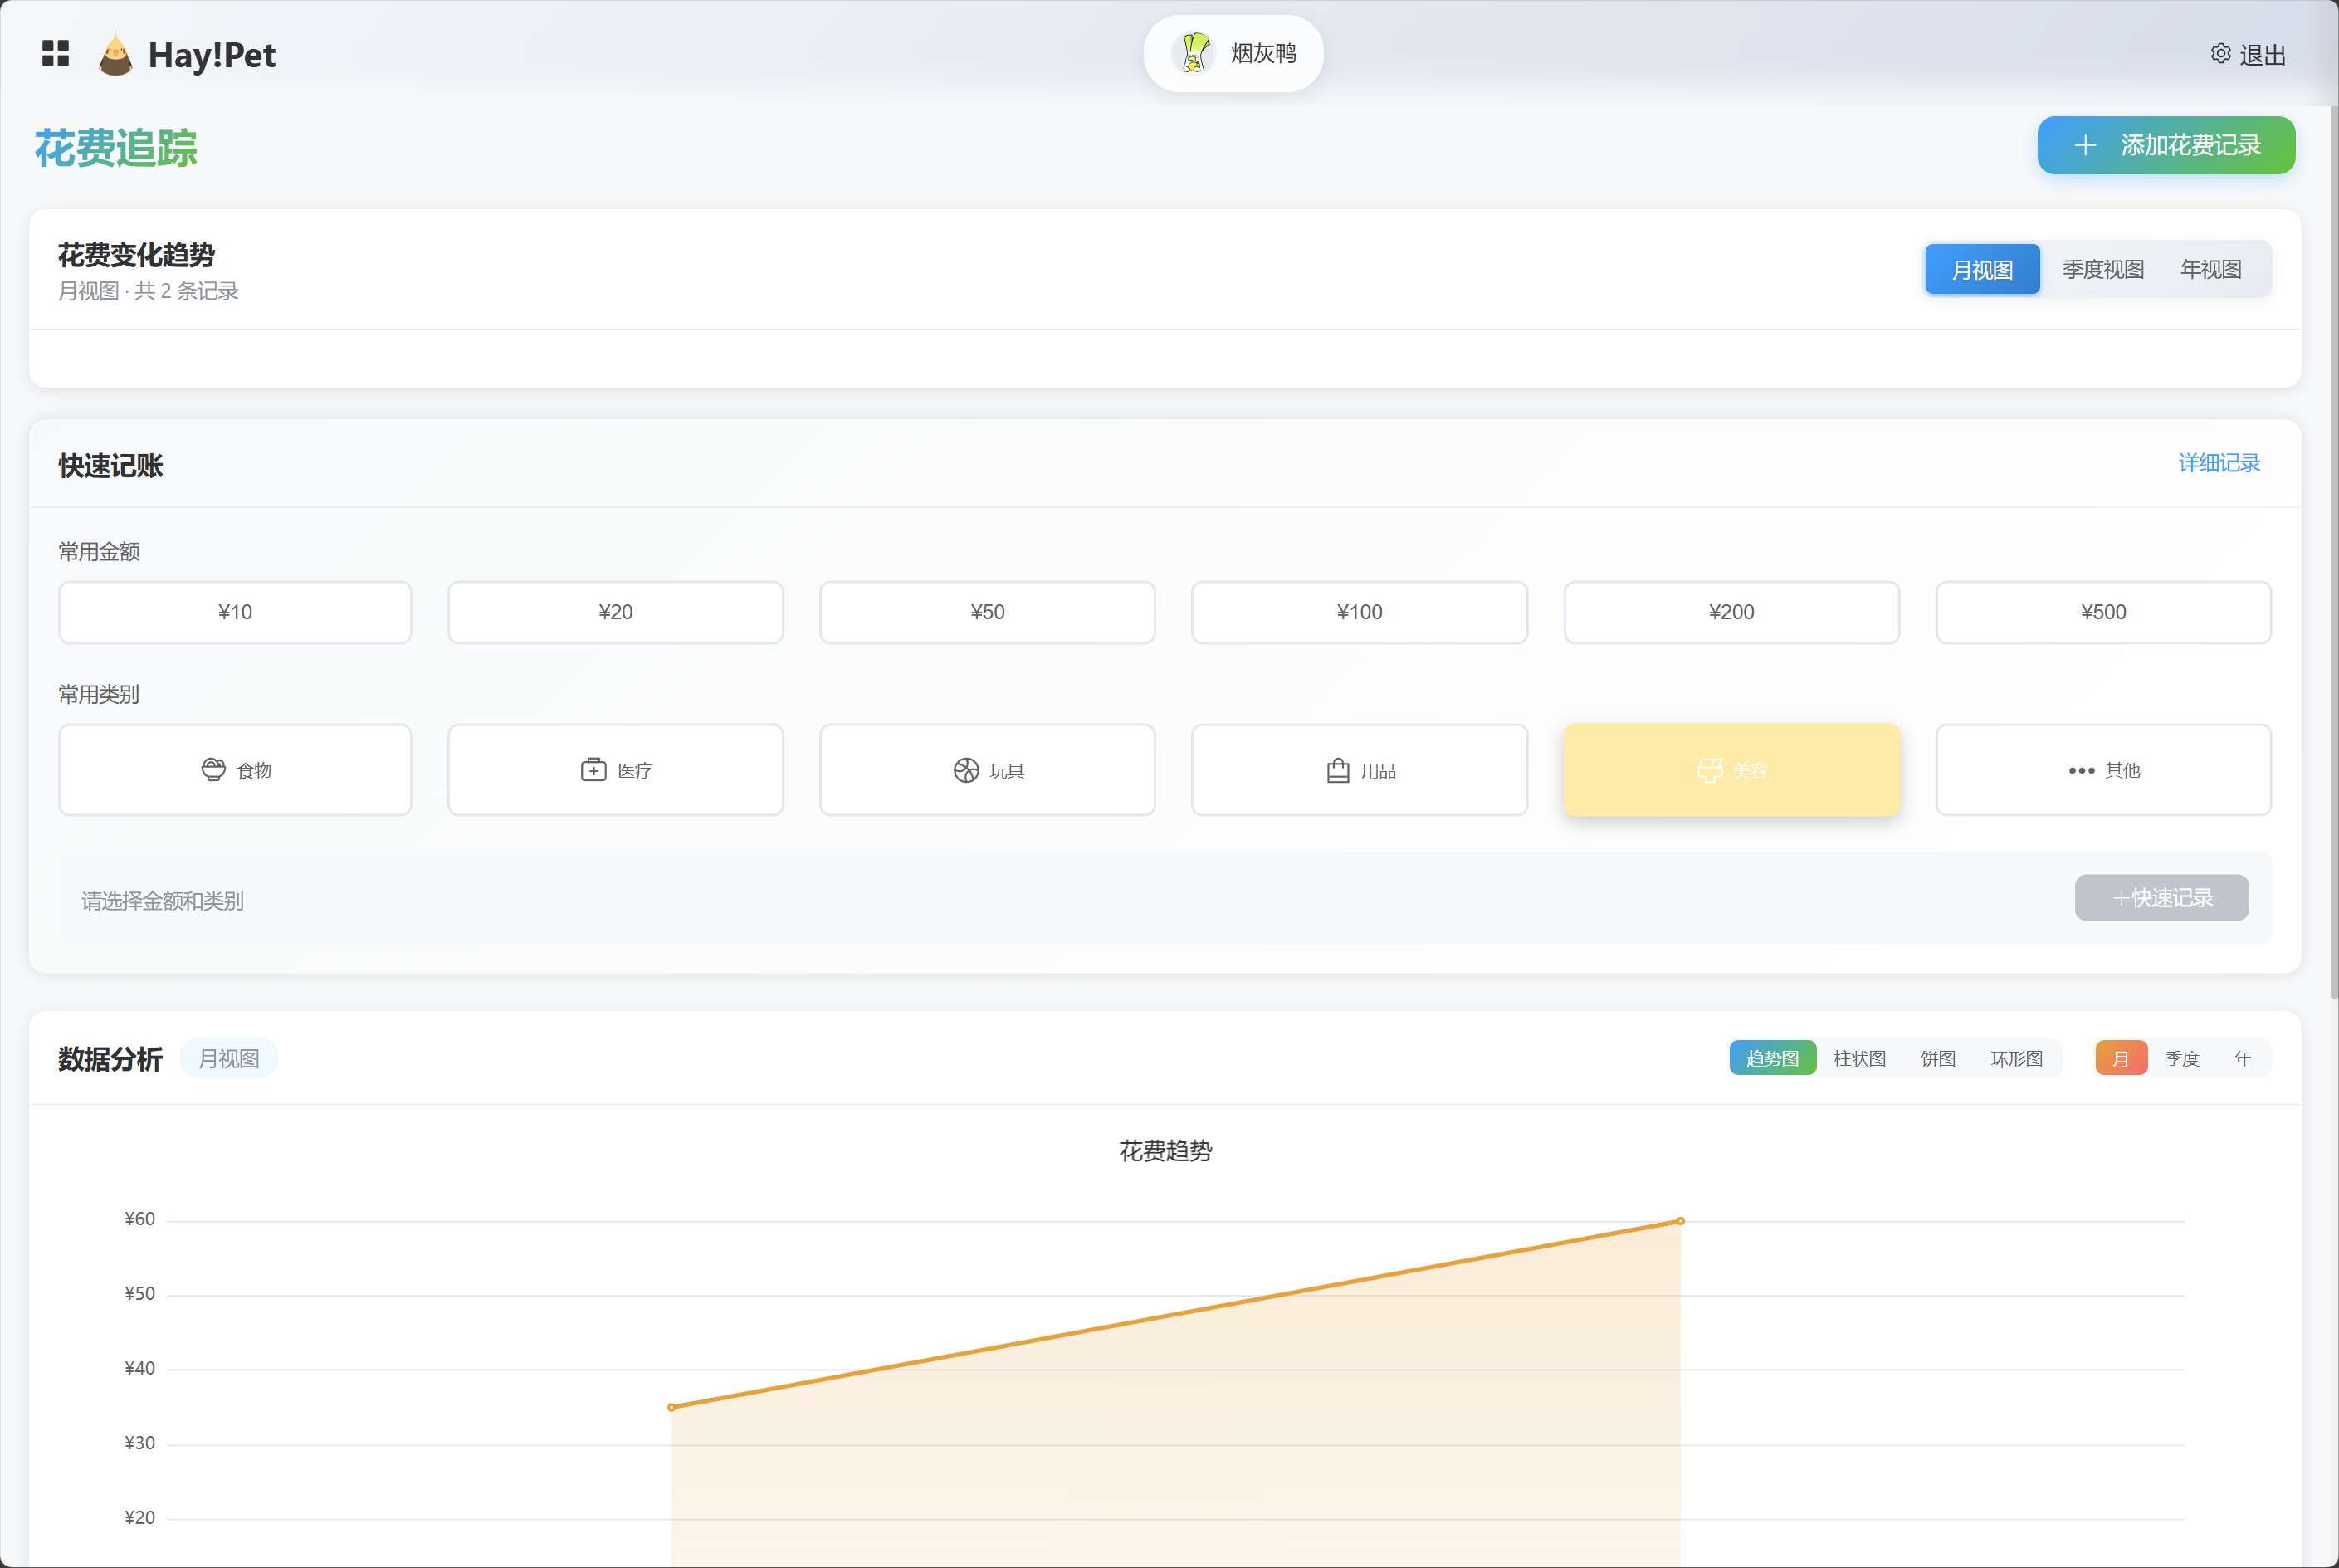 Hay!Pet
烟灰鸭
退出
花费追踪
添加花费记录
花费变化趋势
月视图 · 共 2 条记录
月视图 季度视图 年视图
快速记账
详细记录
常用金额
¥10 ¥20 ¥50 ¥100 ¥200 ¥500
常用类别
食物 医疗 玩具 用品 美容 其他
请选择金额和类别
+快速记录
数据分析 月视图
趋势图 柱状图 饼图 环形图 月 季度 年
花费趋势
¥60
¥50
¥40
¥30
¥20